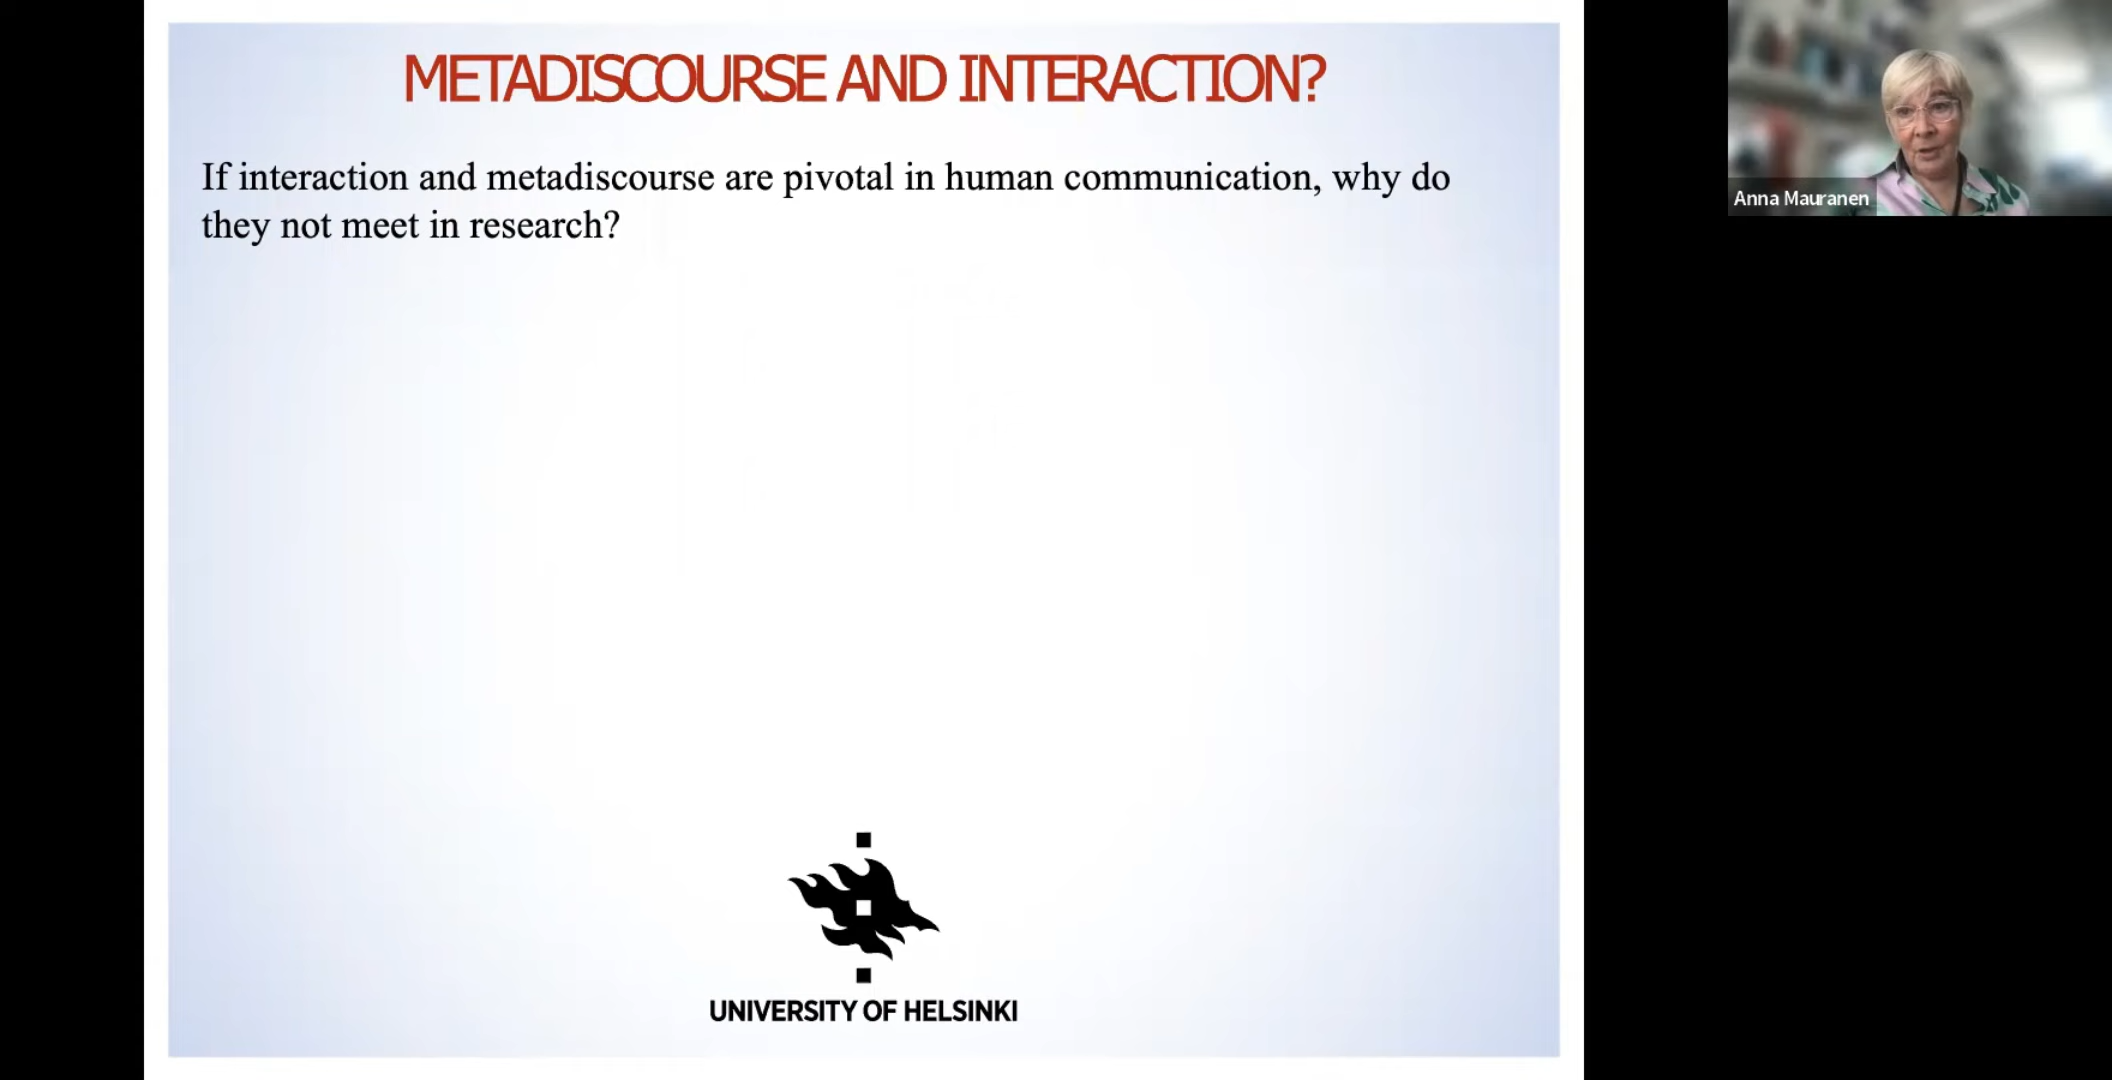 METADISCOURSE AND INTERACTION?
If interaction and metadiscourse are pivotal in human communication, why do
they not meet in research?
Anna Mauranen
UNIVERSITY OF HELSINKI